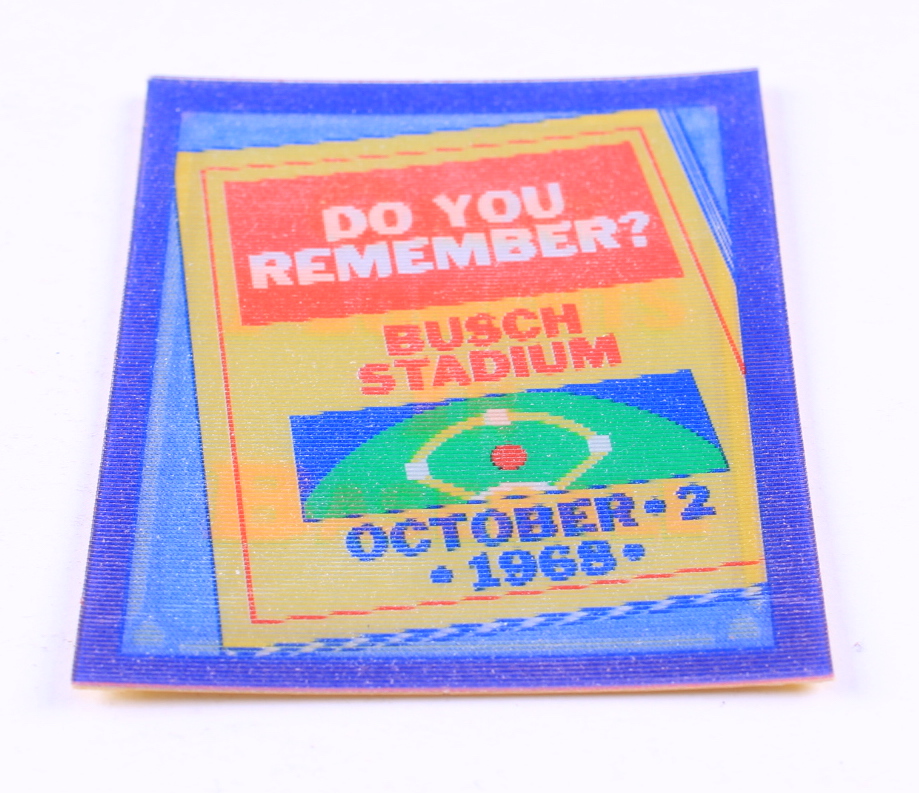 DO YOU
REMEMBER?
BUSCH
STADIUM
OCTOBER • 2
• 1968 •